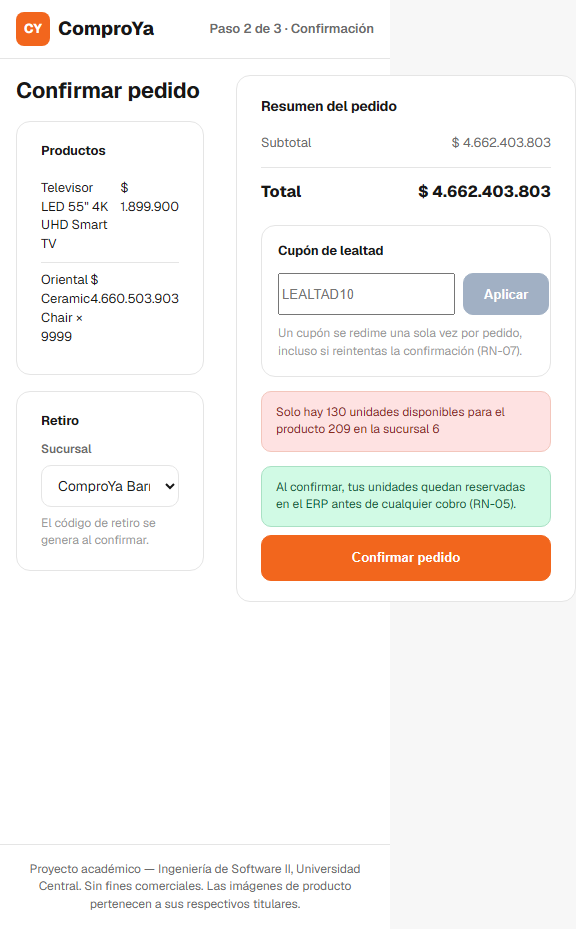 CY ComproYa
Paso 2 de 3 · Confirmación
Confirmar pedido
Productos
Televisor $
LED 55" 4K 1.899.900
UHD Smart
TV
Oriental $
Ceramic4.660.503.903
Chair ×
9999
Retiro
Sucursal
ComproYa Barr
El código de retiro se
genera al confirmar.
Resumen del pedido
Subtotal $ 4.662.403.803
Total $ 4.662.403.803
Cupón de lealtad
LEALTAD10 Aplicar
Un cupón se redime una sola vez por pedido,
incluso si reintentas la confirmación (RN-07).
Solo hay 130 unidades disponibles para el
producto 209 en la sucursal 6
Al confirmar, tus unidades quedan reservadas
en el ERP antes de cualquier cobro (RN-05).
Confirmar pedido
Proyecto académico — Ingeniería de Software II, Universidad
Central. Sin fines comerciales. Las imágenes de producto
pertenecen a sus respectivos titulares.